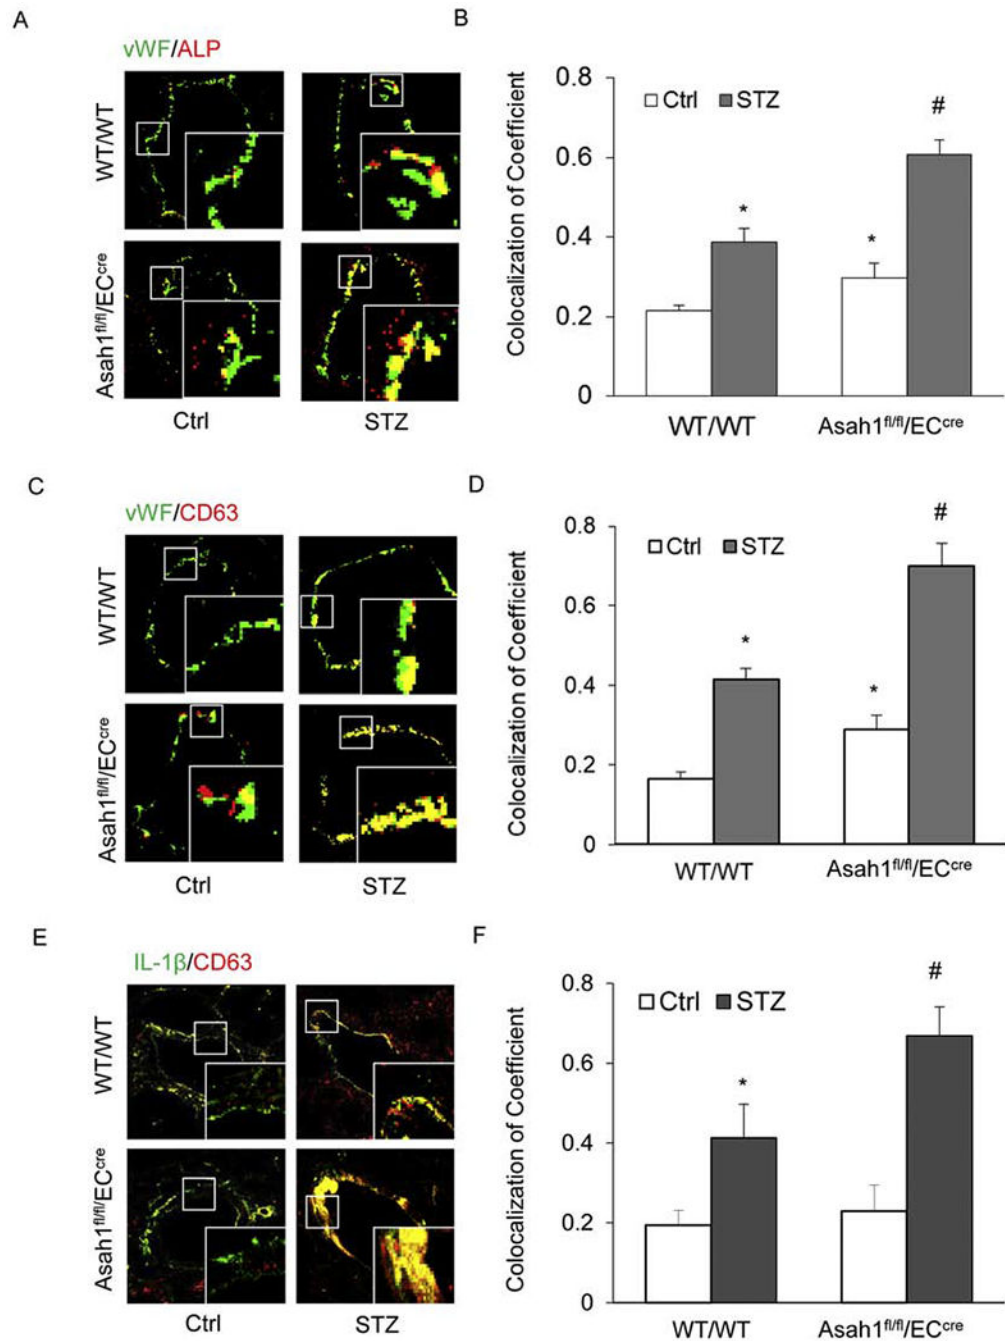 A
vWF/ALP
WT/WT
Asah1fl/fl/ECcre
Ctrl
STZ
B
Colocalization of Coefficient
0.8
0.6
0.4
0.2
0
Ctrl
STZ
*
*
#
WT/WT
Asah1fl/fl/ECcre
C
vWF/CD63
WT/WT
Asah1fl/fl/ECcre
Ctrl
STZ
D
Colocalization of Coefficient
0.8
0.6
0.4
0.2
0
Ctrl
STZ
*
*
#
WT/WT
Asah1fl/fl/ECcre
E
IL-1β/CD63
WT/WT
Asah1fl/fl/ECcre
Ctrl
STZ
F
Colocalization of Coefficient
0.8
0.6
0.4
0.2
0
Ctrl
STZ
*
#
WT/WT
Asah1fl/fl/ECcre